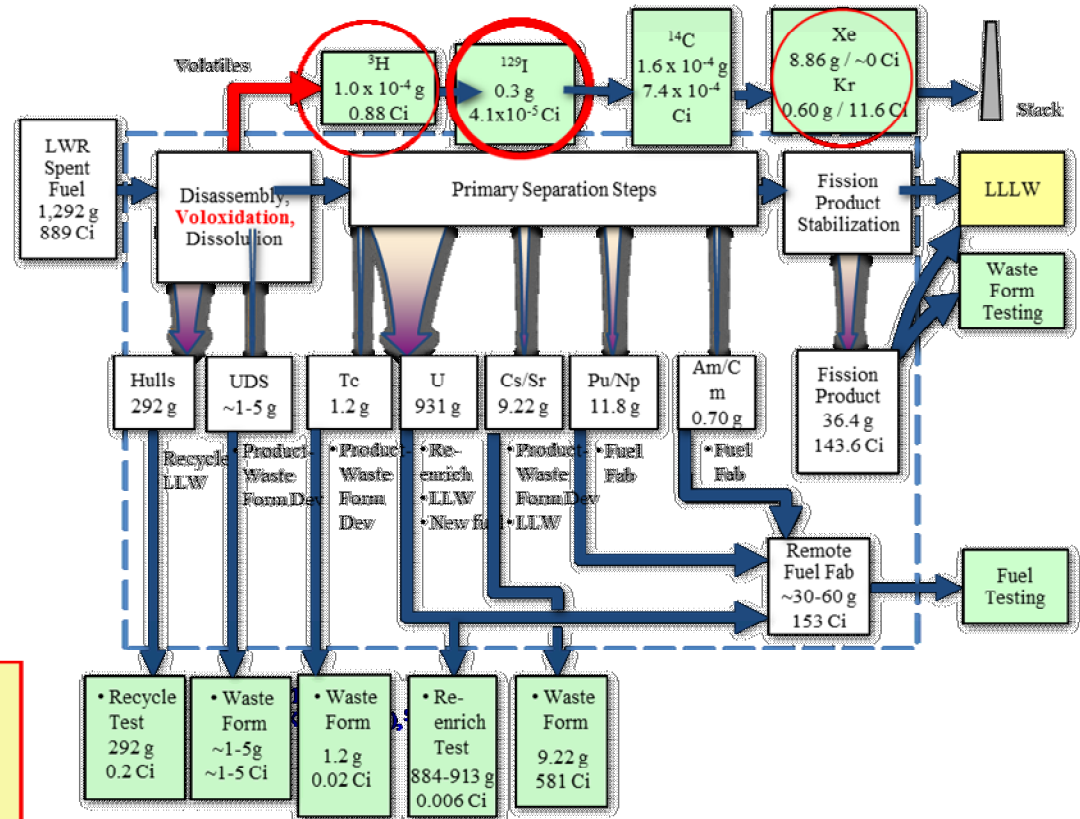 Volatiles
³H
1.0 x 10⁻⁴ g
0.88 Ci
¹²⁹I
0.3 g
4.1x10⁻⁵ Ci
¹⁴C
1.6 x 10⁻⁴ g
7.4 x 10⁻⁴
Ci
Xe
8.86 g / ~0 Ci
Kr
0.60 g / 11.6 Ci
Stack
LWR
Spent
Fuel
1,292 g
889 Ci
Disassembly,
Voloxidation,
Dissolution
Primary Separation Steps
Fission
Product
Stabilization
LLLW
Waste
Form
Testing
Hulls
292 g
UDS
~1-5 g
Tc
1.2 g
U
931 g
Cs/Sr
9.22 g
Pu/Np
11.8 g
Am/C
m
0.70 g
Fission
Product
36.4 g
143.6 Ci
Recycle
LLW
• Product-
Waste
Form Dev
• Product-
Waste
Form
Dev
• Re-
enrich
• LLW
• New fuel
• Product-
Waste
Form Dev
• LLW
• Fuel
Fab
• Fuel
Fab
Remote
Fuel Fab
~30-60 g
153 Ci
Fuel
Testing
• Recycle
Test
292 g
0.2 Ci
• Waste
Form
~1-5g
~1-5 Ci
• Waste
Form
1.2 g
0.02 Ci
• Re-
enrich
Test
884-913 g
0.006 Ci
• Waste
Form
9.22 g
581 Ci